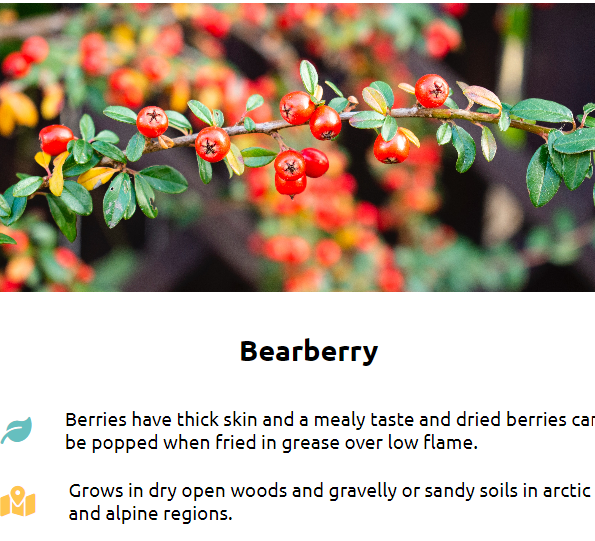 Bearberry
Berries have thick skin and a mealy taste and dried berries can
be popped when fried in grease over low flame.
Grows in dry open woods and gravelly or sandy soils in arctic
and alpine regions.